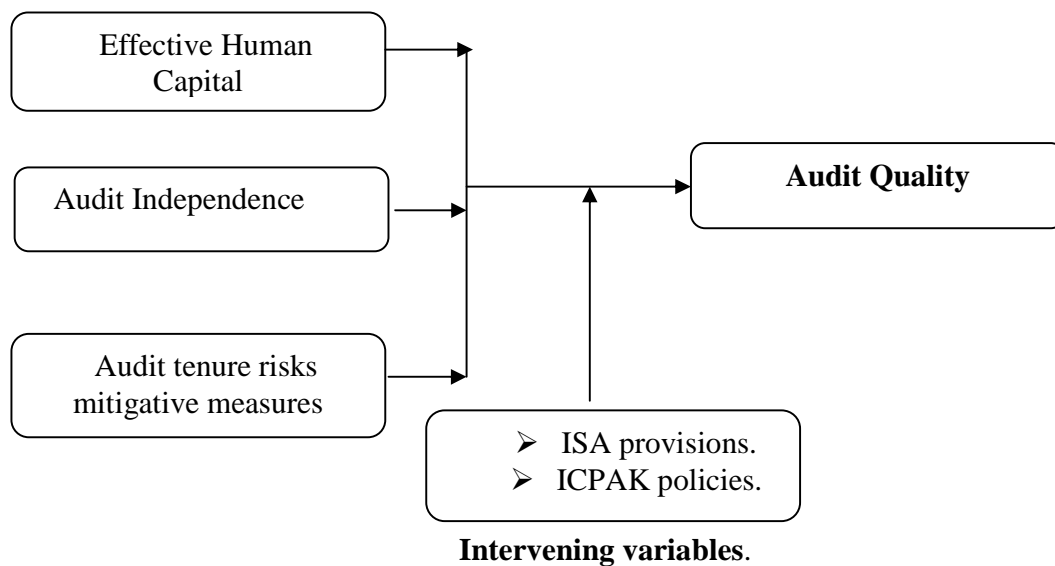 Effective Human
Capital
Audit Independence
Audit Quality
Audit tenure risks
mitigative measures
➢ ISA provisions.
➢ ICPAK policies.
Intervening variables.